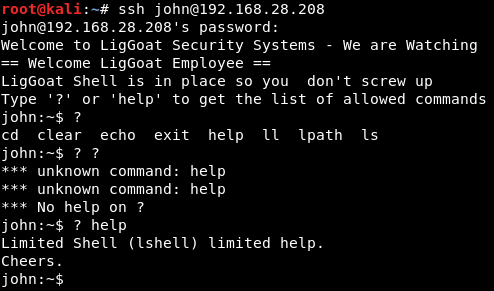 root@kali:~# ssh john@192.168.28.208
john@192.168.28.208's password:
Welcome to LigGoat Security Systems - We are Watching
== Welcome LigGoat Employee ==
LigGoat Shell is in place so you  don't screw up
Type '?' or 'help' to get the list of allowed commands
john:~$ ?
cd  clear  echo  exit  help  ll  lpath  ls
john:~$ ? ?
*** unknown command: help
*** unknown command: help
*** No help on ?
john:~$ ? help
Limited Shell (lshell) limited help.
Cheers.
john:~$